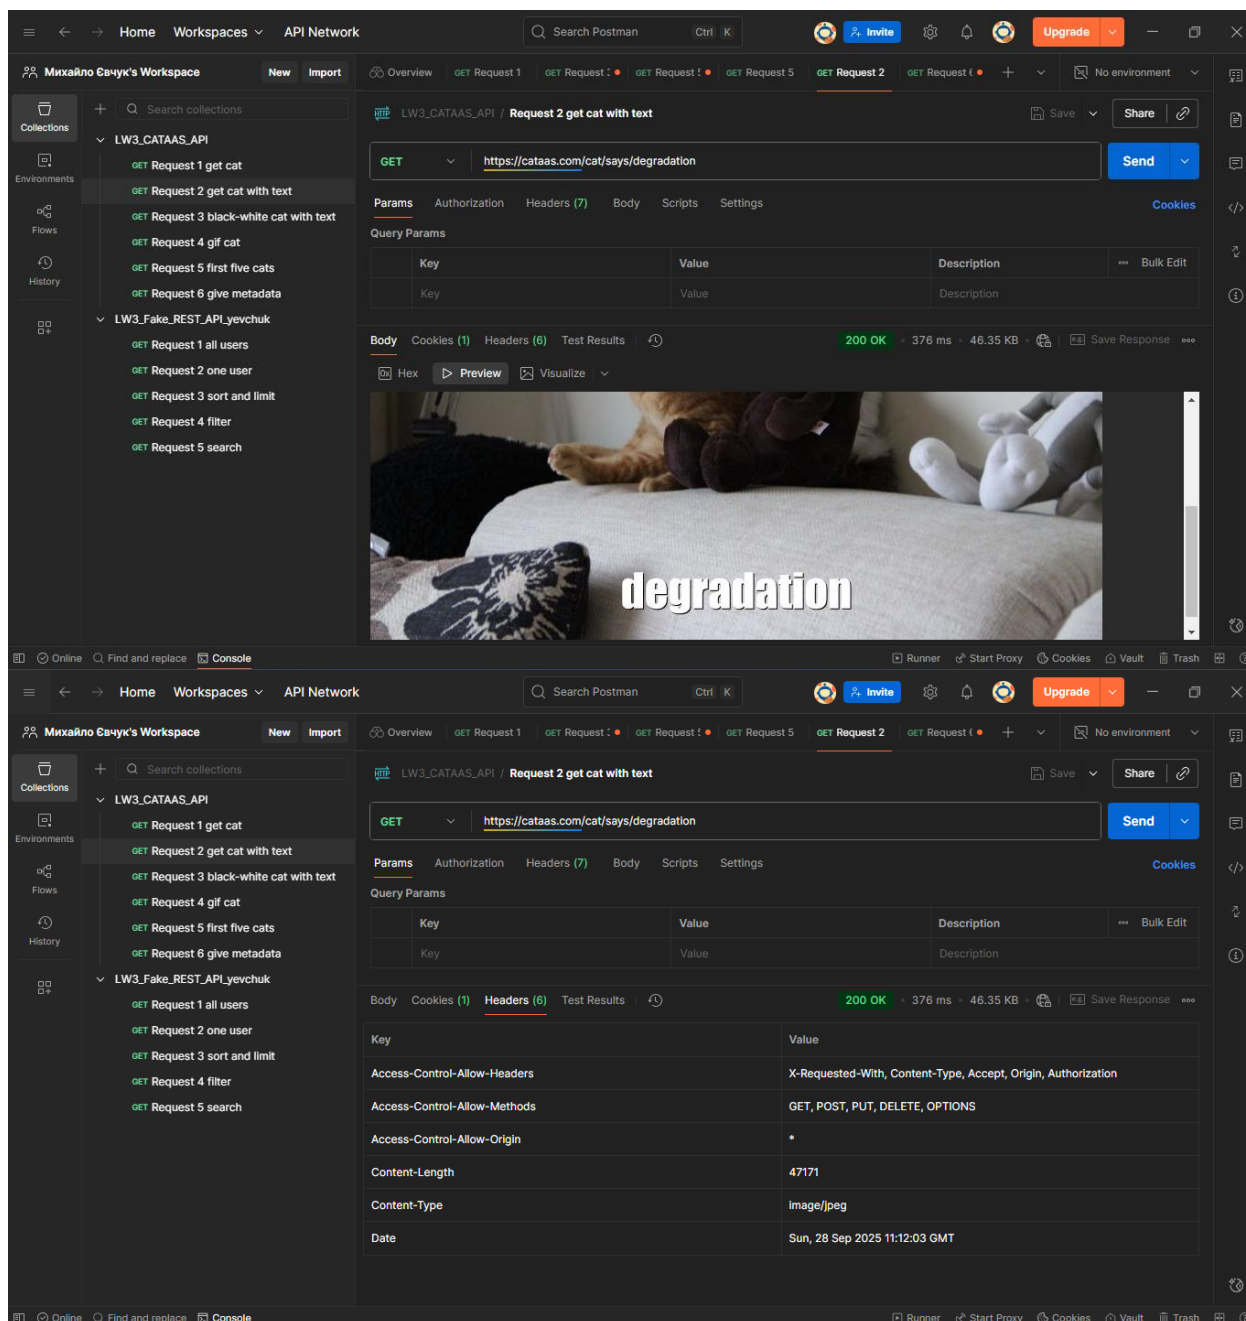 Home Workspaces API Network Search Postman Ctrl K Invite Upgrade
Михайло Євчук's Workspace New Import Overview GET Request 1 GET Request GET Request GET Request 5 GET Request 2 GET Request No environment
Collections Search collections LW3_CATAAS_API / Request 2 get cat with text Save Share
LW3_CATAAS_API
GET Request 1 get cat GET https://cataas.com/cat/says/degradation Send
Environments
GET Request 2 get cat with text
Params Authorization Headers (7) Body Scripts Settings Cookies
Flows GET Request 3 black-white cat with text
Query Params
GET Request 4 gif cat
History GET Request 5 first five cats Key Value Description Bulk Edit
GET Request 6 give metadata Key Value Description
LW3_Fake_REST_API_yevchuk
GET Request 1 all users Body Cookies (1) Headers (6) Test Results 200 OK 376 ms 46.35 KB Save Response
GET Request 2 one user Hex Preview Visualize
GET Request 3 sort and limit
GET Request 4 filter
GET Request 5 search
degradation
Online Find and replace Console Runner Start Proxy Cookies Vault Trash
Home Workspaces API Network Search Postman Ctrl K Invite Upgrade
Михайло Євчук's Workspace New Import Overview GET Request 1 GET Request GET Request GET Request 5 GET Request 2 GET Request No environment
Collections Search collections LW3_CATAAS_API / Request 2 get cat with text Save Share
LW3_CATAAS_API
GET Request 1 get cat GET https://cataas.com/cat/says/degradation Send
Environments
GET Request 2 get cat with text
Params Authorization Headers (7) Body Scripts Settings Cookies
Flows GET Request 3 black-white cat with text
Query Params
GET Request 4 gif cat
History GET Request 5 first five cats Key Value Description Bulk Edit
GET Request 6 give metadata Key Value Description
LW3_Fake_REST_API_yevchuk
GET Request 1 all users Body Cookies (1) Headers (6) Test Results 200 OK 376 ms 46.35 KB Save Response
GET Request 2 one user Key Value
GET Request 3 sort and limit
GET Request 4 filter Access-Control-Allow-Headers X-Requested-With, Content-Type, Accept, Origin, Authorization
GET Request 5 search Access-Control-Allow-Methods GET, POST, PUT, DELETE, OPTIONS
Access-Control-Allow-Origin *
Content-Length 47171
Content-Type image/jpeg
Date Sun, 28 Sep 2025 11:12:03 GMT
Online Find and replace Console Runner Start Proxy Cookies Vault Trash